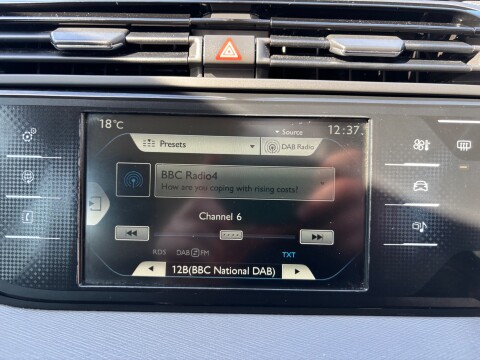 18°C
Source
12:37
Presets
DAB Radio
BBC Radio4
How are you coping with rising costs?
Channel 6
RDS DAB FM
TXT
12B(BBC National DAB)